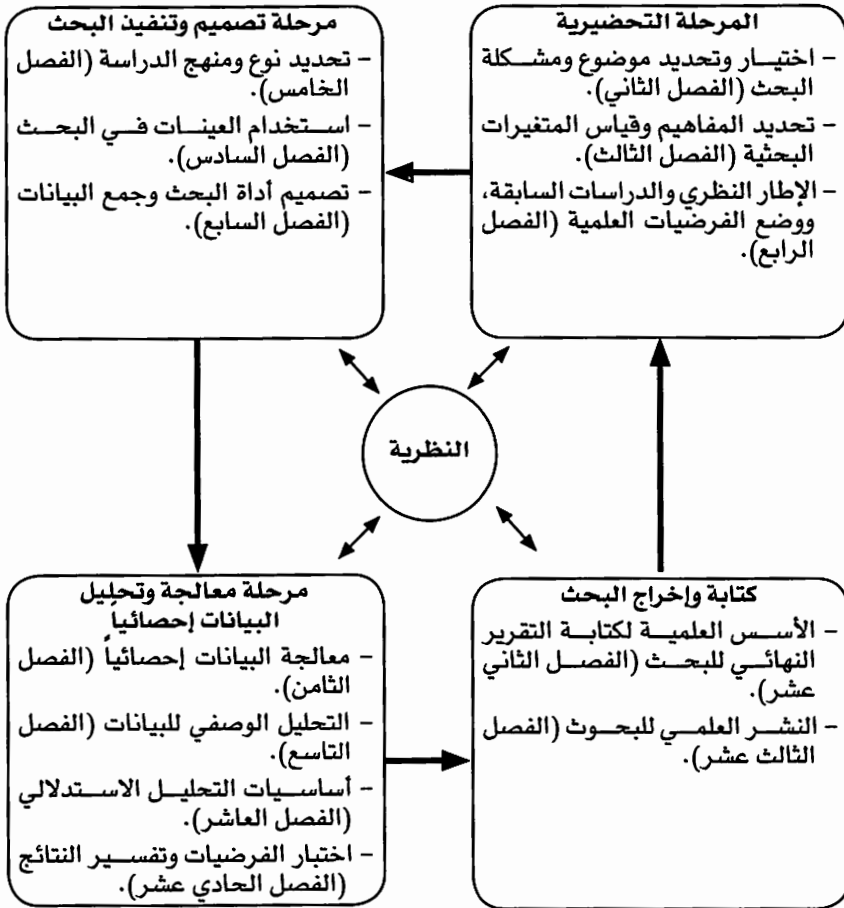 المرحلة التحضيرية
- اختيار وتحديد موضوع ومشكلة
البحث (الفصل الثاني).
- تحديد المفاهيم وقياس المتغيرات
البحثية (الفصل الثالث).
- الإطار النظري والدراسات السابقة،
ووضع الفرضيات العلمية (الفصل
الرابع).
مرحلة تصميم وتنفيذ البحث
- تحديد نوع ومنهج الدراسة (الفصل
الخامس).
- استخدام العينات في البحث
(الفصل السادس).
- تصميم أداة البحث وجمع البيانات
(الفصل السابع).
النظرية
مرحلة معالجة وتحليل
البيانات إحصائياً
- معالجة البيانات إحصائياً (الفصل
الثامن).
- التحليل الوصفي للبيانات (الفصل
التاسع).
- أساسيات التحليل الاستدلالي
(الفصل العاشر).
- اختبار الفرضيات وتفسير النتائج
(الفصل الحادي عشر).
كتابة وإخراج البحث
- الأسس العلمية لكتابة التقرير
النهائي للبحث (الفصل الثاني
عشر).
- النشر العلمي للبحوث (الفصل
الثالث عشر).